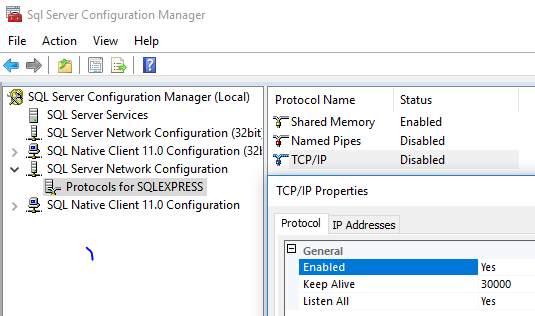 Sql Server Configuration Manager
File Action View Help
SQL Server Configuration Manager (Local)
SQL Server Services
SQL Server Network Configuration (32bit
SQL Native Client 11.0 Configuration (32b
SQL Server Network Configuration
Protocols for SQLEXPRESS
SQL Native Client 11.0 Configuration
Protocol Name Status
Shared Memory Enabled
Named Pipes Disabled
TCP/IP Disabled
TCP/IP Properties
Protocol IP Addresses
General
Enabled Yes
Keep Alive 30000
Listen All Yes